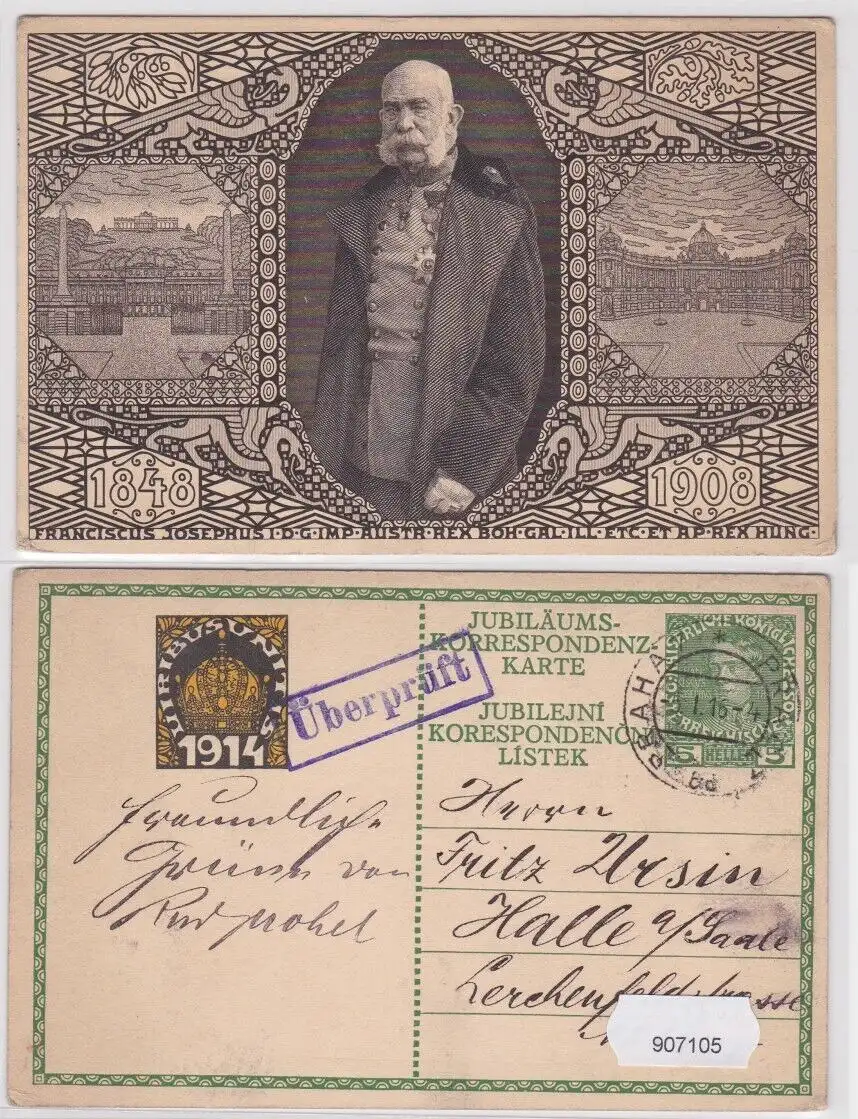 1848
1908
FRANCISCUS JOSEPHUS I·D·G·IMP·AUSTR·REX BOH·GAL·ILL·ETC·ET AP·REX HUNG·
VIRIBUS UNITIS
1914
Überprüft
JUBILÄUMS-
KORRESPONDENZ-
KARTE
JUBILEJNÍ
KORESPONDENČNÍ
LÍSTEK
PRAHA
5 HELLER 5
freundliche
Grüsse von
Herrn
Fritz Ursin
Halle a/Saale
Lerchenfeldstrasse
907105